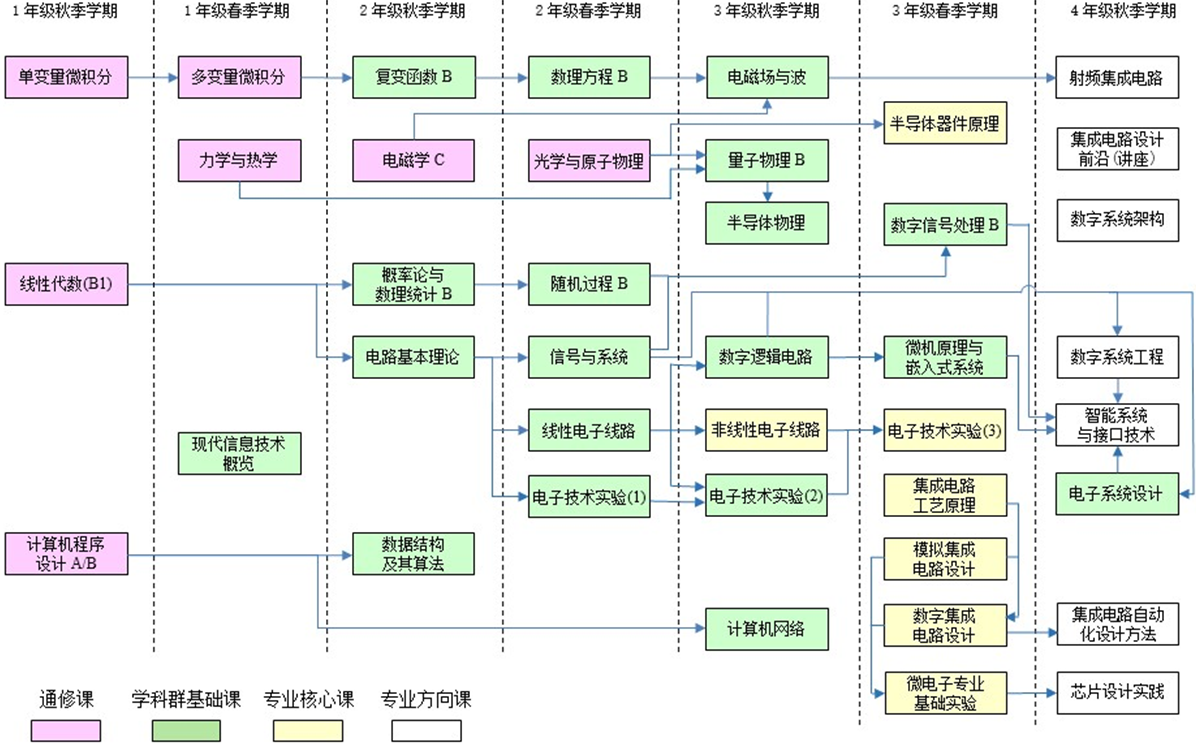 1 年级秋季学期
1 年级春季学期
2 年级秋季学期
2 年级春季学期
3 年级秋季学期
3 年级春季学期
4 年级秋季学期
单变量微积分
多变量微积分
复变函数 B
数理方程 B
电磁场与波
射频集成电路
半导体器件原理
集成电路设计
前沿(讲座)
力学与热学
电磁学 C
光学与原子物理
量子物理 B
半导体物理
数字信号处理 B
数字系统架构
线性代数(B1)
概率论与
数理统计 B
随机过程 B
电路基本理论
信号与系统
数字逻辑电路
微机原理与
嵌入式系统
数字系统工程
线性电子线路
非线性电子线路
电子技术实验(3)
智能系统
与接口技术
现代信息技术
概览
电子技术实验(1)
电子技术实验(2)
集成电路
工艺原理
电子系统设计
计算机程序
设计 A/B
数据结构
及其算法
模拟集成
电路设计
计算机网络
数字集成
电路设计
集成电路自动
化设计方法
微电子专业
基础实验
芯片设计实践
通修课
学科群基础课
专业核心课
专业方向课